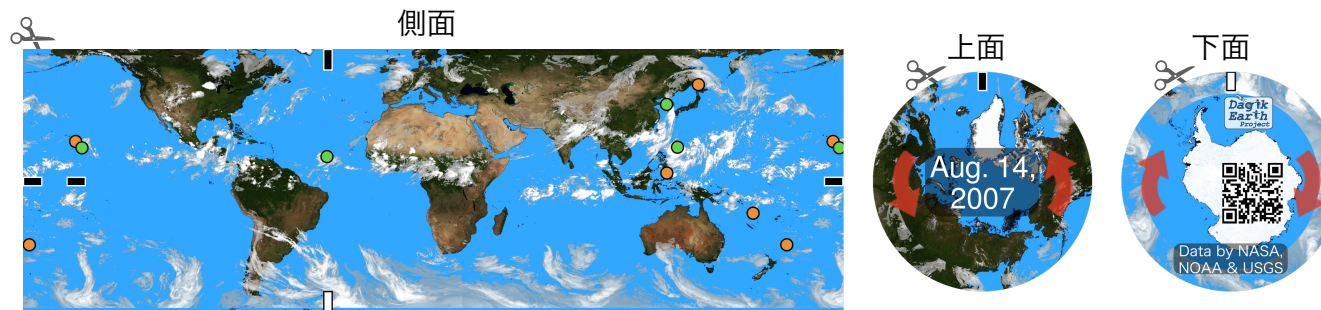 側面
上面
下面
Aug. 14,
2007
Dagik
Earth
Project
Data by NASA,
NOAA & USGS